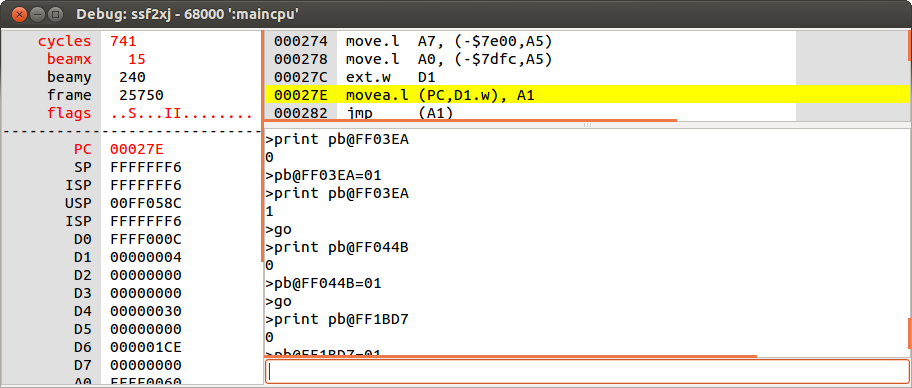 Debug: ssf2xj - 68000 ':maincpu'
cycles 741
beamx 15
beamy 240
frame 25750
flags ..S...II........
PC 00027E
SP FFFFFFF6
ISP FFFFFFF6
USP 00FF058C
ISP FFFFFFF6
D0 FFFF000C
D1 00000004
D2 00000000
D3 00000000
D4 00000030
D5 00000000
D6 000001CE
D7 00000000
A0 FFFF0060
000274 move.l A7, (-$7e00,A5)
000278 move.l A0, (-$7dfc,A5)
00027C ext.w D1
00027E movea.l (PC,D1.w), A1
000282 jmp (A1)
>print pb@FF03EA
0
>pb@FF03EA=01
>print pb@FF03EA
1
>go
>print pb@FF044B
0
>pb@FF044B=01
>go
>print pb@FF1BD7
0
>pb@FF1BD7=01